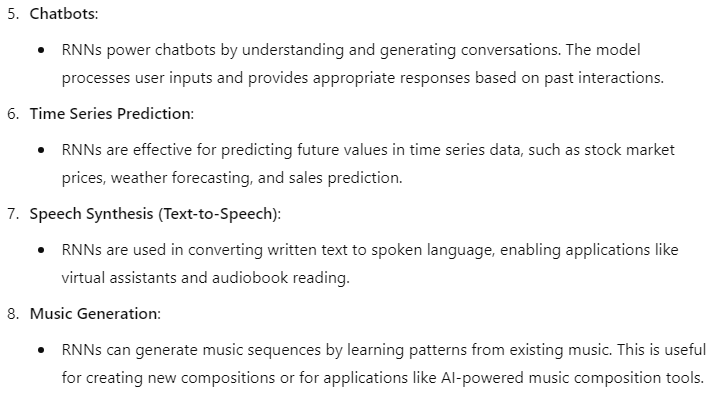 5. Chatbots:
• RNNs power chatbots by understanding and generating conversations. The model
processes user inputs and provides appropriate responses based on past interactions.
6. Time Series Prediction:
• RNNs are effective for predicting future values in time series data, such as stock market
prices, weather forecasting, and sales prediction.
7. Speech Synthesis (Text-to-Speech):
• RNNs are used in converting written text to spoken language, enabling applications like
virtual assistants and audiobook reading.
8. Music Generation:
• RNNs can generate music sequences by learning patterns from existing music. This is useful
for creating new compositions or for applications like AI-powered music composition tools.